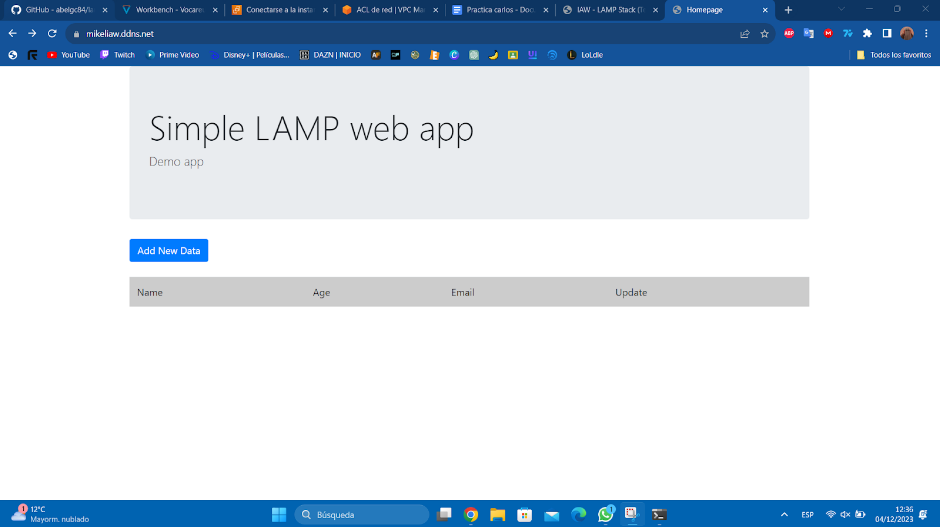 GitHub - abelgc84/la
Workbench - Vocareu
Conectarse a la insta
ACL de red | VPC Ma
Practica carlos - Docu
IAW - LAMP Stack (T
Homepage
mikeliaw.ddns.net
YouTube
Twitch
Prime Video
Disney+ | Películas...
DAZN | INICIO
LoLdle
Todos los favoritos
Simple LAMP web app
Demo app
Add New Data
Name Age Email Update
12°C
Mayorm. nublado
Búsqueda
ESP
12:36
04/12/2023